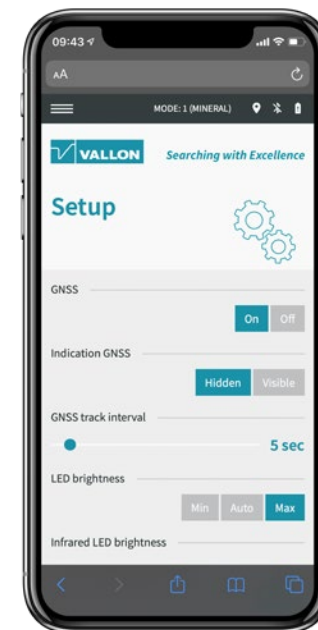 09:43
AA
MODE: 1 (MINERAL)
VALLON
Searching with Excellence
Setup
GNSS
On Off
Indication GNSS
Hidden Visible
GNSS track interval
5 sec
LED brightness
Min Auto Max
Infrared LED brightness